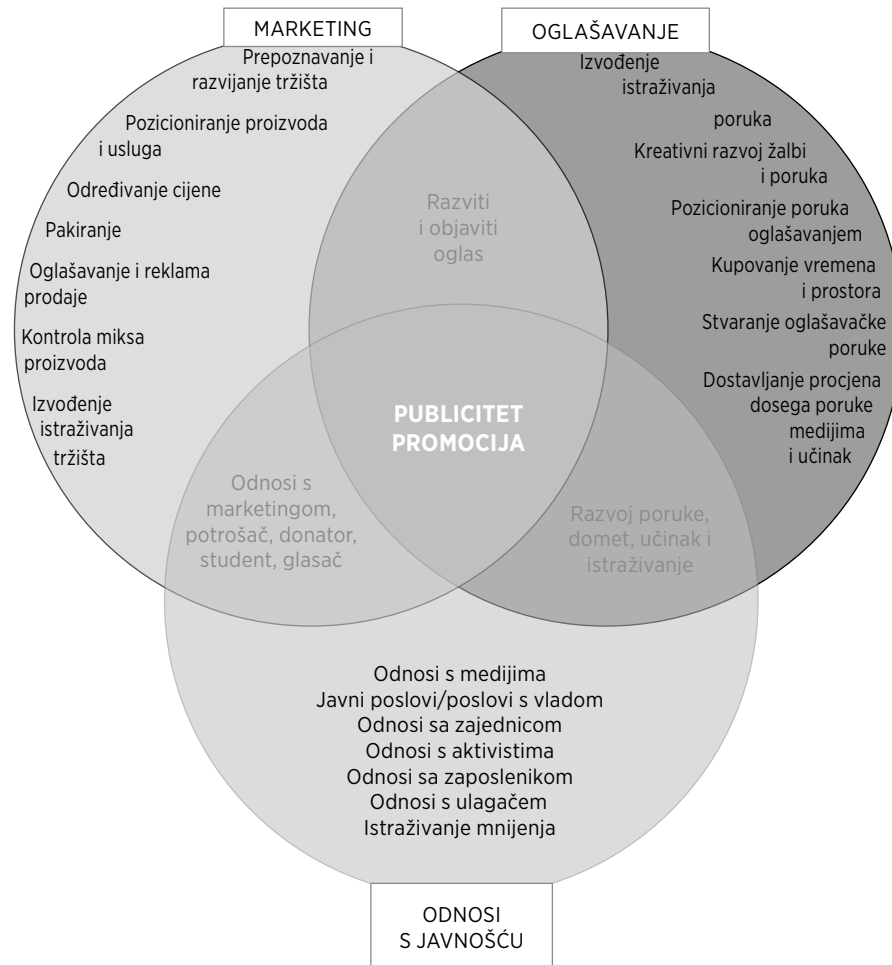 MARKETING
Prepoznavanje i
razvijanje tržišta
Pozicioniranje proizvoda
i usluga
Određivanje cijene
Pakiranje
Oglašavanje i reklama
prodaje
Kontrola miksa
proizvoda
Izvođenje
istraživanja
tržišta
OGLAŠAVANJE
Izvođenje
istraživanja
poruka
Kreativni razvoj žalbi
i poruka
Pozicioniranje poruka
oglašavanjem
Kupovanje vremena
i prostora
Stvaranje oglašavačke
poruke
Dostavljanje procjena
dosega poruke
medijima
i učinak
Razviti
i objaviti
oglas
PUBLICITET
PROMOCIJA
Odnosi s
marketingom,
potrošač, donator,
student, glasač
Razvoj poruke,
domet, učinak i
istraživanje
Odnosi s medijima
Javni poslovi/poslovi s vladom
Odnosi sa zajednicom
Odnosi s aktivistima
Odnosi sa zaposlenikom
Odnosi s ulagačem
Istraživanje mnijenja
ODNOSI
S JAVNOŠĆU